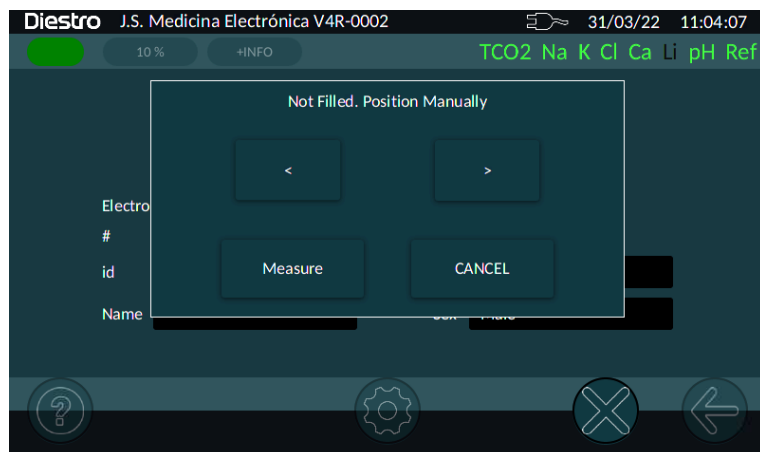 Diestro J.S. Medicina Electrónica V4R-0002 31/03/22 11:04:07
10 % +INFO TCO2 Na K Cl Ca Li pH Ref
Not Filled. Position Manually
< >
Electro
#
id
Measure CANCEL
Name
?